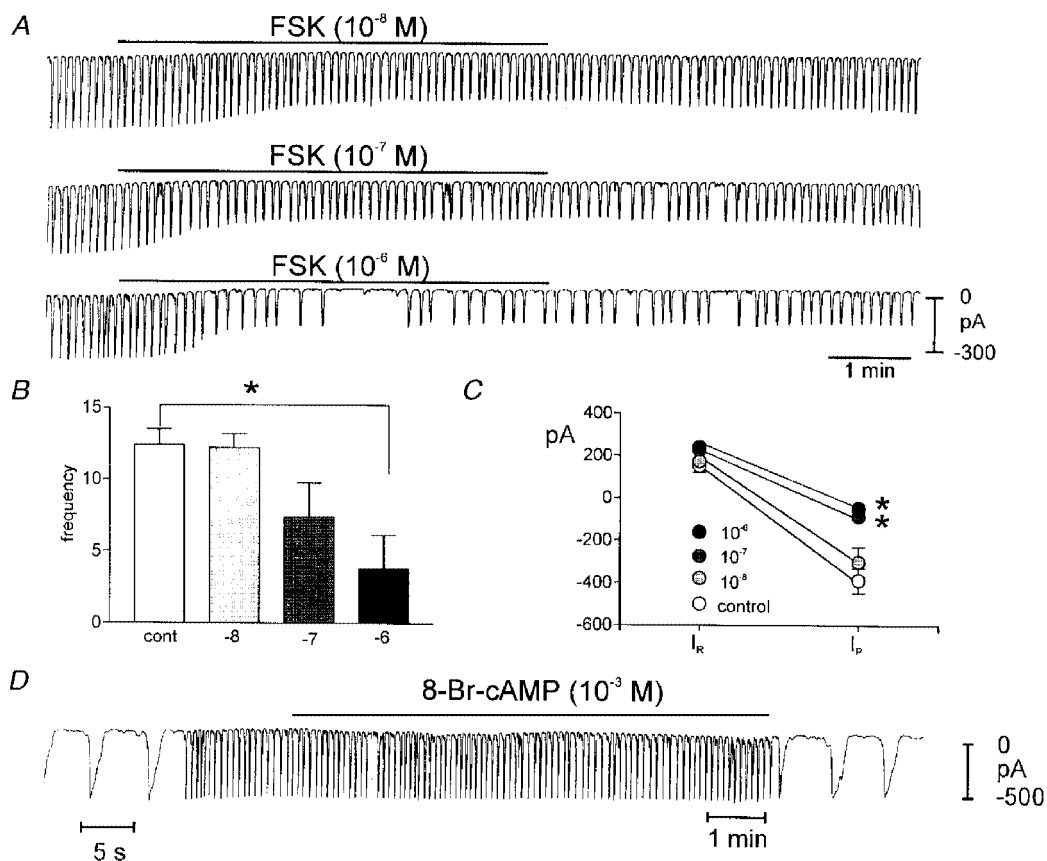 A
FSK (10⁻⁸ M)
FSK (10⁻⁷ M)
FSK (10⁻⁶ M)
0
pA
-300
1 min
B
*
15
10
5
0
frequency
cont
-8
-7
-6
C
pA
400
200
0
-200
-400
-600
*
*
10⁻⁶
10⁻⁷
10⁻⁸
control
I_R
I_P
D
8-Br-cAMP (10⁻³ M)
0
pA
-500
5 s
1 min